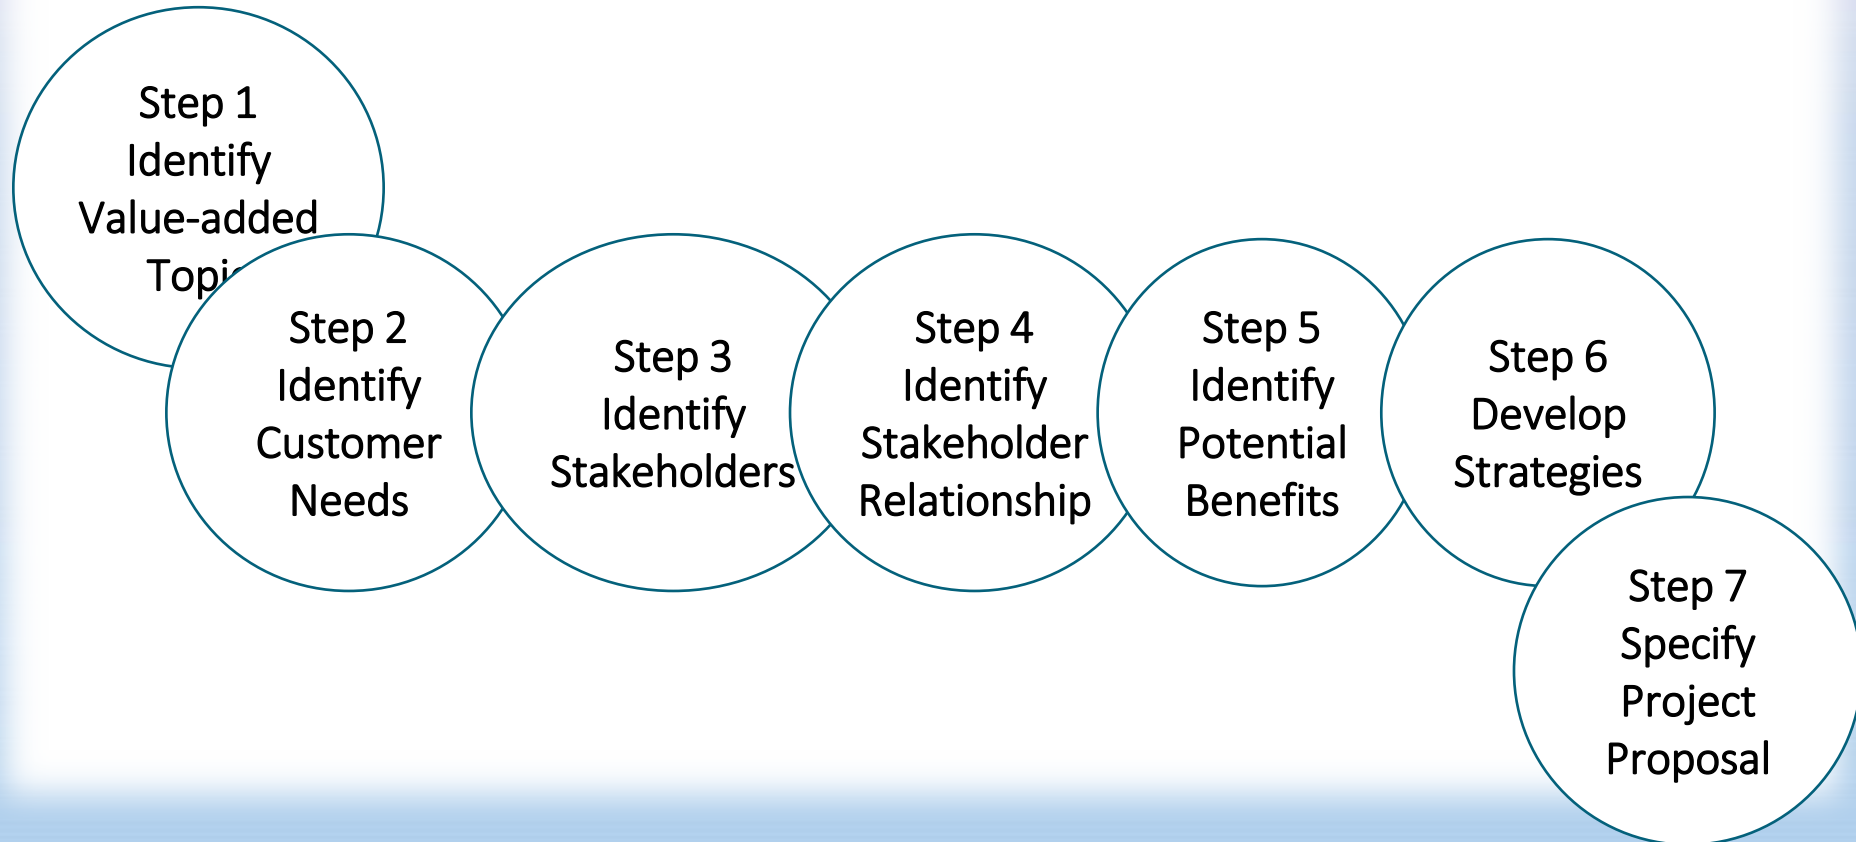 Step 1
Identify
Value-added
Step 2
Identify
Customer
Needs
Step 3
Identify
Stakeholders
Step 4
Identify
Stakeholder
Relationship
Step 5
Identify
Potential
Benefits
Step 6
Develop
Strategies
Step 7
Specify
Project
Proposal